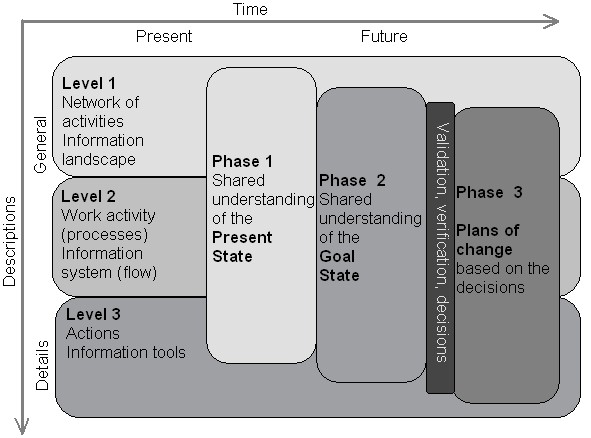 Time
Present
Future
Descriptions
General
Details
Level 1
Network of
activities
Information
landscape
Level 2
Work activity
(processes)
Information
system (flow)
Level 3
Actions
Information tools
Phase 1
Shared
understanding
of the
Present
State
Phase 2
Shared
understanding
of the
Goal
State
Validation, verification, decisions
Phase 3
Plans of
change
based on the
decisions